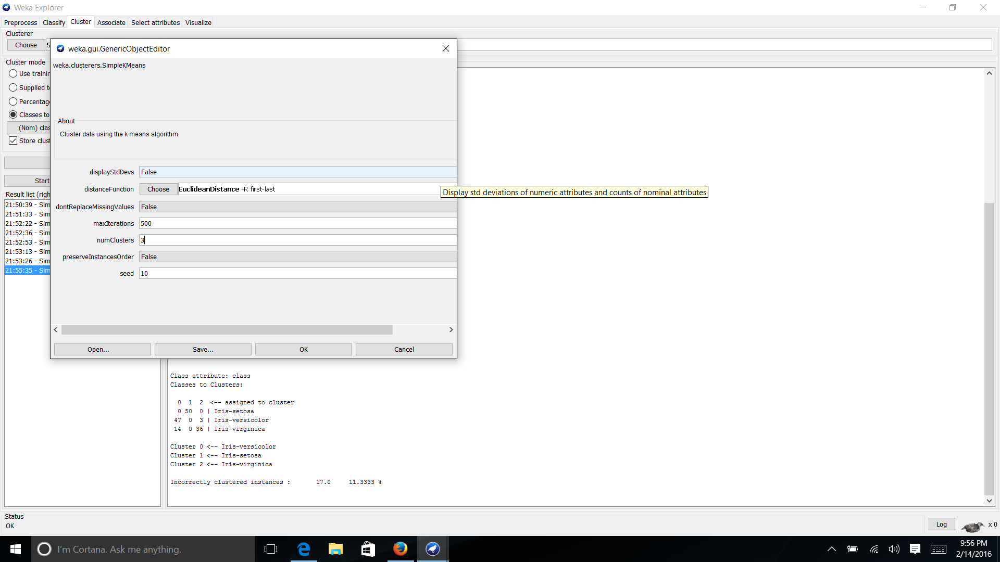 Weka Explorer
Preprocess Classify Cluster Associate Select attributes Visualize
Clusterer
Choose
weka.gui.GenericObjectEditor
weka.clusterers.SimpleKMeans
Cluster mode
Use trainin
Supplied te
Percentage
Classes to
(Nom) clas
Store clust
Start
Result list (righ
21:50:39 - Sim
21:51:33 - Sim
21:52:22 - Sim
21:52:36 - Sim
21:52:53 - Sim
21:53:13 - Sim
21:53:26 - Sim
21:55:35 - Sim
About
Cluster data using the k means algorithm.
displayStdDevs False
distanceFunction Choose EuclideanDistance -R first-last
Display std deviations of numeric attributes and counts of nominal attributes
dontReplaceMissingValues False
maxIterations 500
numClusters 3
preserveInstancesOrder False
seed 10
Open... Save... OK Cancel
Class attribute: class
Classes to Clusters:
0 1 2 <-- assigned to cluster
0 50 0 | Iris-setosa
47 0 3 | Iris-versicolor
14 0 36 | Iris-virginica
Cluster 0 <-- Iris-versicolor
Cluster 1 <-- Iris-setosa
Cluster 2 <-- Iris-virginica
Incorrectly clustered instances : 17.0 11.3333 %
Status
OK
Log x 0
I'm Cortana. Ask me anything.
9:56 PM
2/14/2016